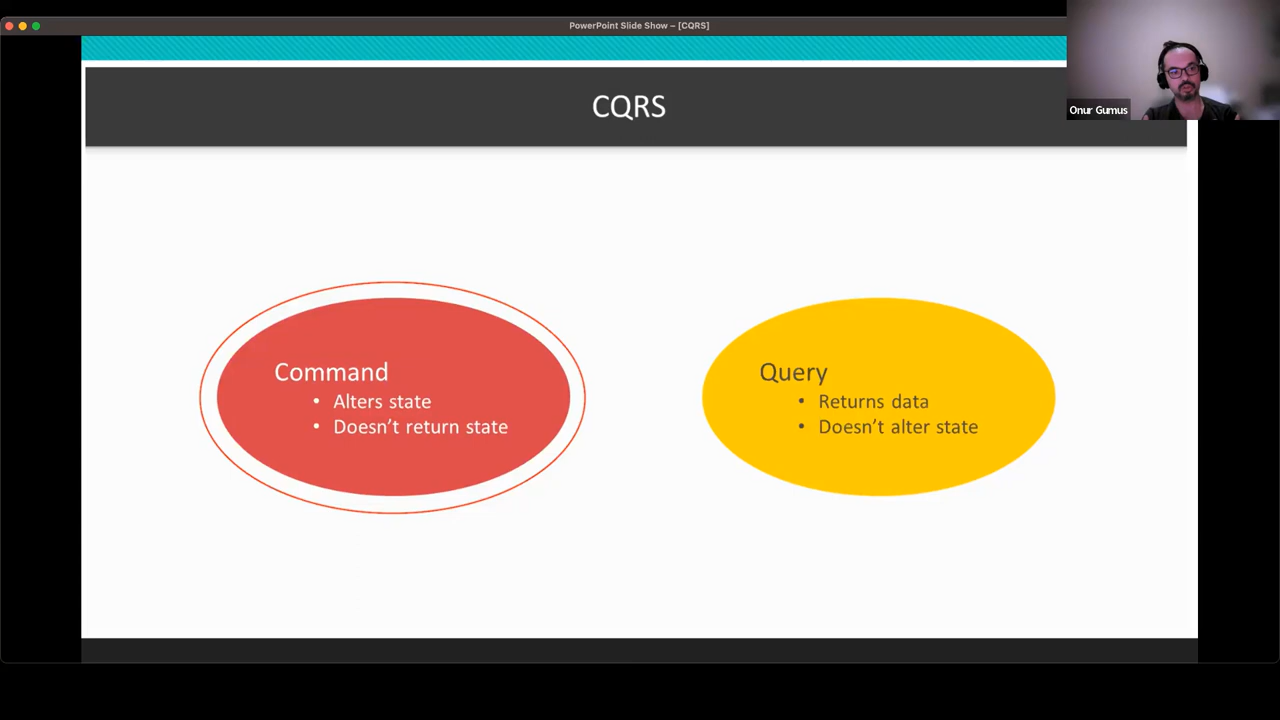 PowerPoint Slide Show – [CQRS]
Onur Gumus
CQRS
Command
• Alters state
• Doesn’t return state
Query
• Returns data
• Doesn’t alter state